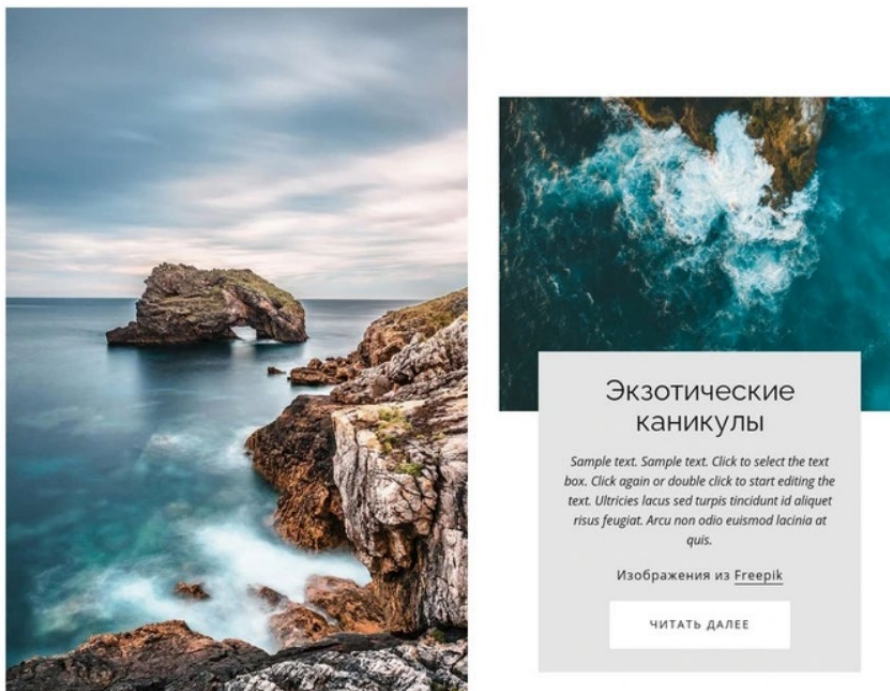 Экзотические
каникулы
Sample text. Sample text. Click to select the text
box. Click again or double click to start editing the
text. Ultricies lacus sed turpis tincidunt id aliquet
risus feugiat. Arcu non odio euismod lacinia at
quis.
Изображения из Freepik
ЧИТАТЬ ДАЛЕЕ